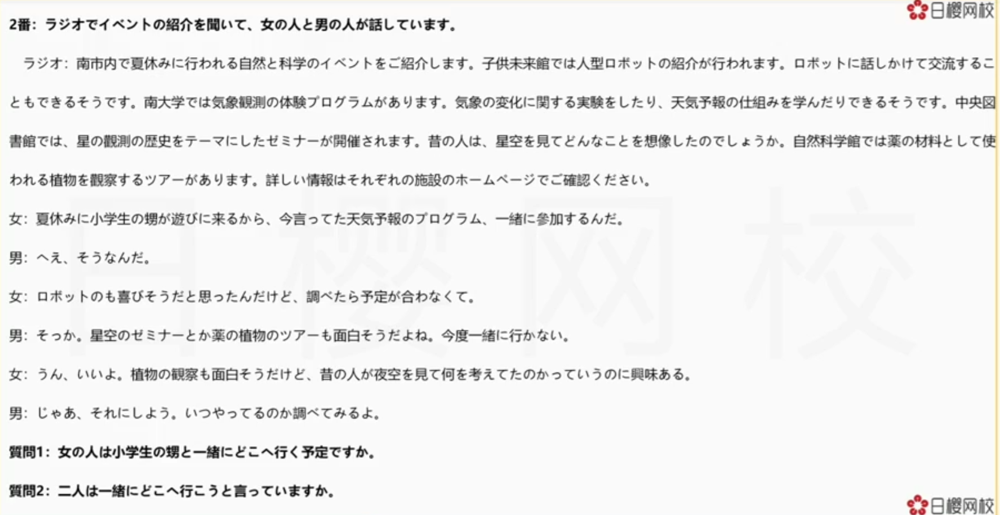 日櫻网校
2番：ラジオでイベントの紹介を聞いて、女の人と男の人が話しています。
ラジオ：南市内で夏休みに行われる自然と科学のイベントをご紹介します。子供未来館では人型ロボットの紹介が行われます。ロボットに話しかけて交流するこ
ともできるそうです。南大学では気象観測の体験プログラムがあります。気象の変化に関する実験をしたり、天気予報の仕組みを学んだりできるそうです。中央図
書館では、星の觀測の歴史をテーマにしたゼミナーが開催されます。昔の人は、星空を見てどんなことを想像したのでしょうか。自然科学館では薬の材料として使
われる植物を觀察するツアーがあります。詳しい情報はそれぞれの施設のホームページでご確認ください。
女：夏休みに小学生の甥が遊びに来るから、今言ってた天気予報のプログラム、一緒に參加するんだ。
男：へえ、そうなんだ。
女：ロボットのも喜びそうだと思ったんだけど、調べたら予定が合わなくて。
男：そっか。星空のゼミナーとか薬の植物のツアーも面白そうだよね。今度一緒に行かない。
女：うん、いいよ。植物の観察も面白そうだけど、昔の人が夜空を見て何を考えてたのかっていうのに興味ある。
男：じゃあ、それにしよう。いつやってるのか調べてみるよ。
質問1：女の人は小学生の甥と一緒にどこへ行く予定ですか。
質問2：二人は一緒にどこへ行こうと言っていますか。
日櫻网校
日樱网校